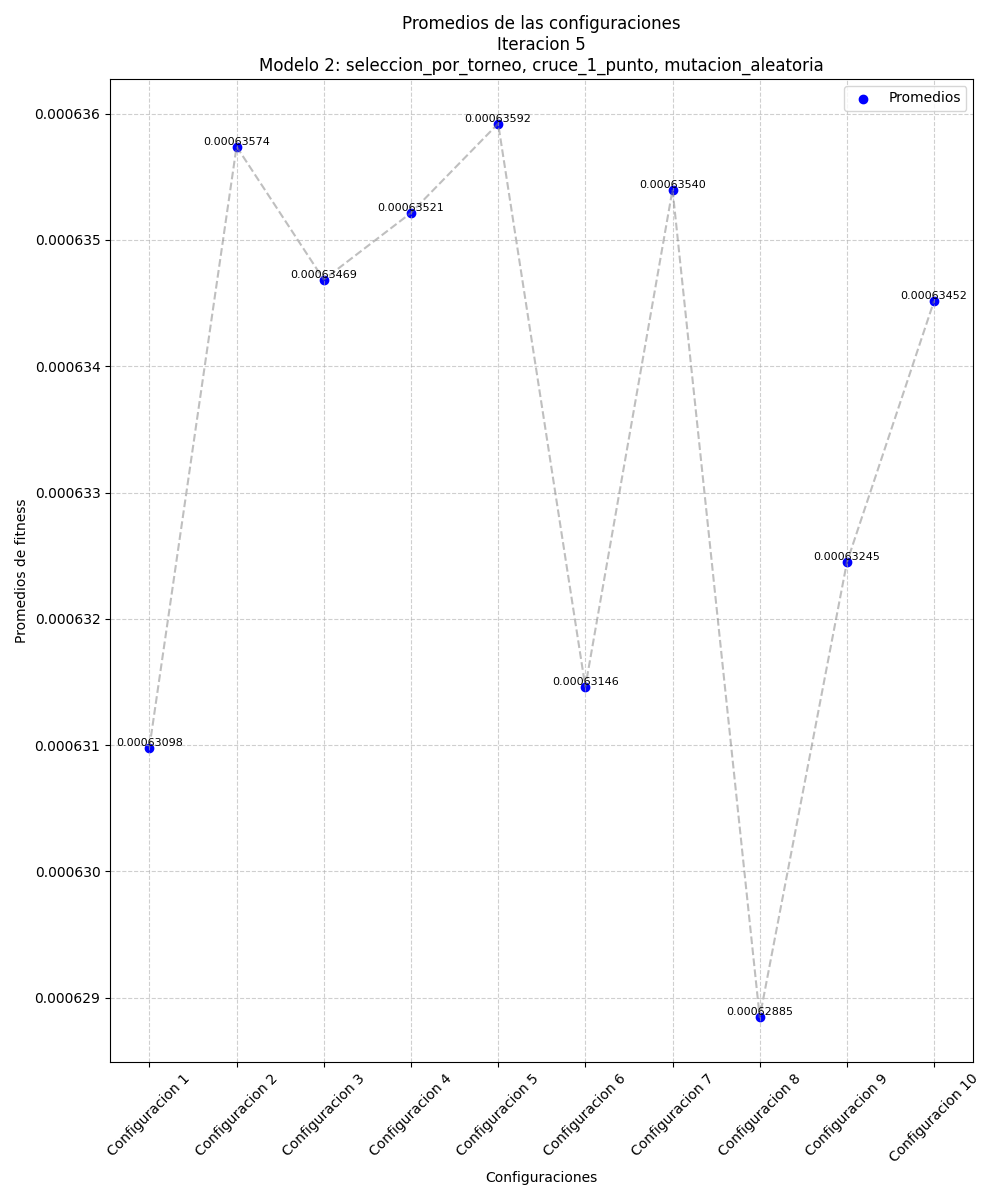 Promedios de las configuraciones
Iteracion 5
Modelo 2: seleccion_por_torneo, cruce_1_punto, mutacion_aleatoria
Promedios
0.000636
0.000635
0.000634
0.000633
0.000632
0.000631
0.000630
0.000629
Promedios de fitness
0.00063098
0.00063574
0.00063469
0.00063521
0.00063592
0.00063146
0.00063540
0.00062885
0.00063245
0.00063452
Configuracion 1
Configuracion 2
Configuracion 3
Configuracion 4
Configuracion 5
Configuracion 6
Configuracion 7
Configuracion 8
Configuracion 9
Configuracion 10
Configuraciones